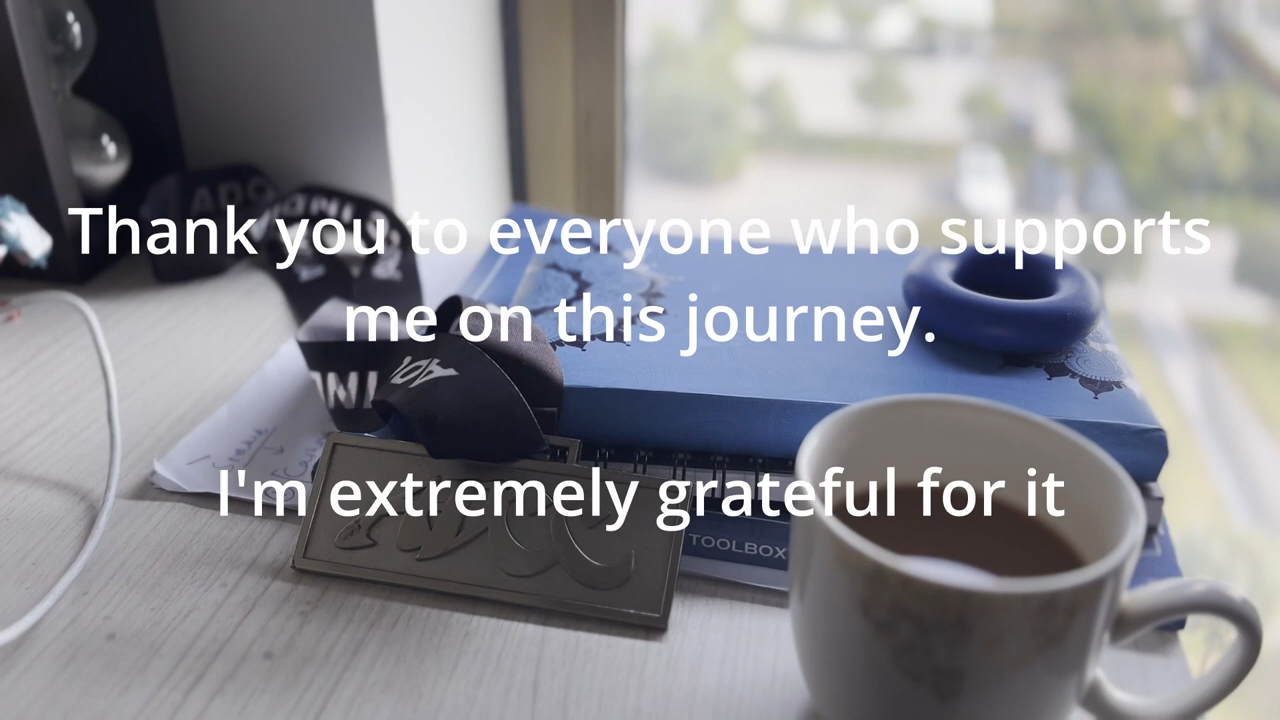 Thank you to everyone who supports
me on this journey.
I'm extremely grateful for it
TOOLBOX